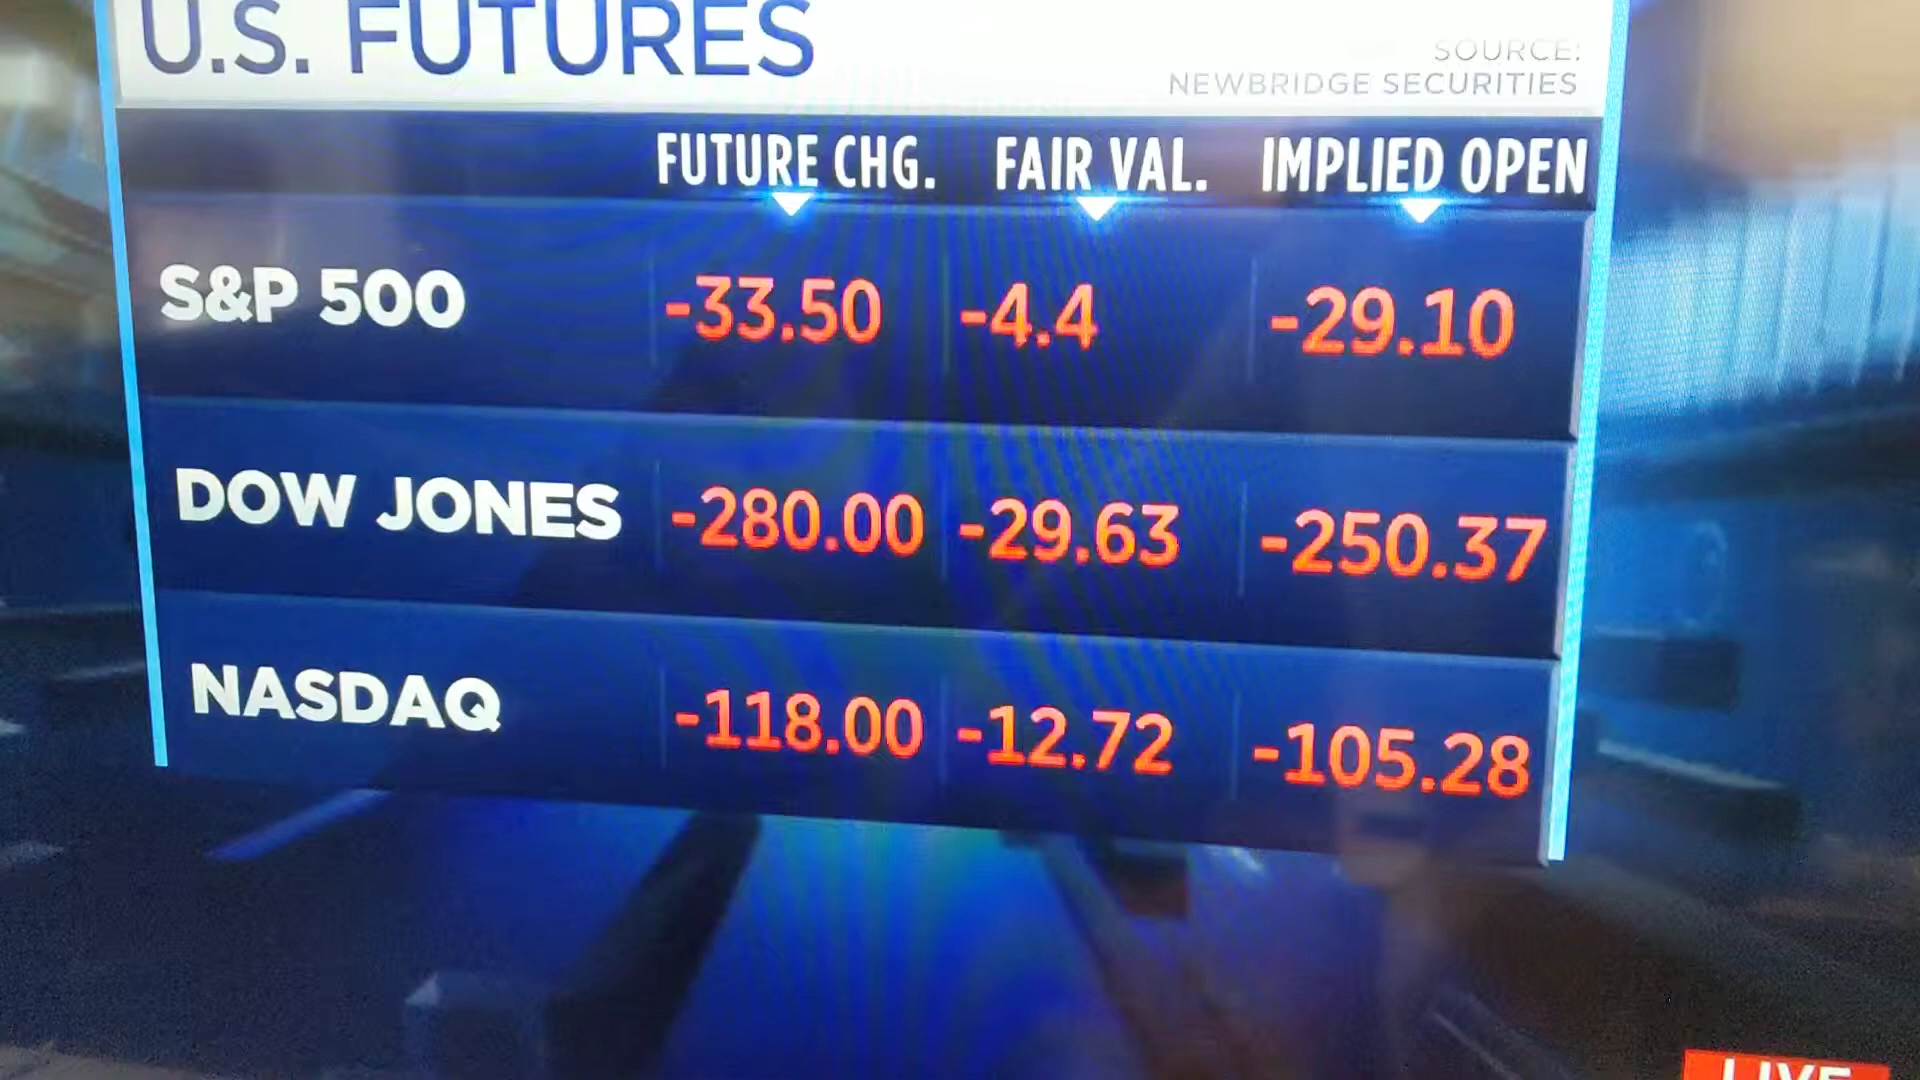 U.S. FUTURES
SOURCE:
NEWBRIDGE SECURITIES
FUTURE CHG. FAIR VAL. IMPLIED OPEN
S&P 500 -33.50 -4.4 -29.10
DOW JONES -280.00 -29.63 -250.37
NASDAQ -118.00 -12.72 -105.28
LIVE